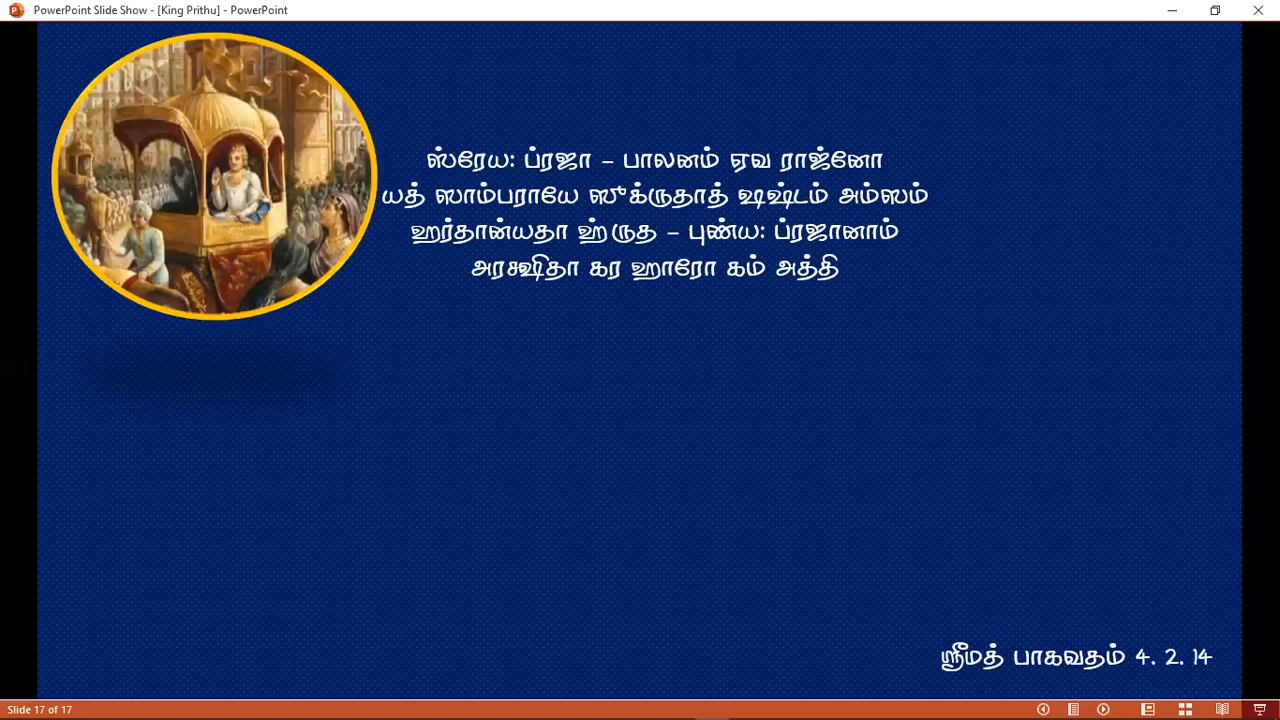 PowerPoint Slide Show - [King Prithu] - PowerPoint
ஸ்ரேய: ப்ரஜா – பாலனம் ஏவ ராஜ்னோ
யத் ஸாம்பராயே ஸுக்ருதாத் ஷஷ்டம் அம்ஸம்
ஹர்தான்யதா ஹ்ருத – புண்ய: ப்ரஜானாம்
அரக்ஷிதா கர ஹாரோ கம் அத்தி
ஸ்ரீமத் பாகவதம் 4. 2. 14
Slide 17 of 17